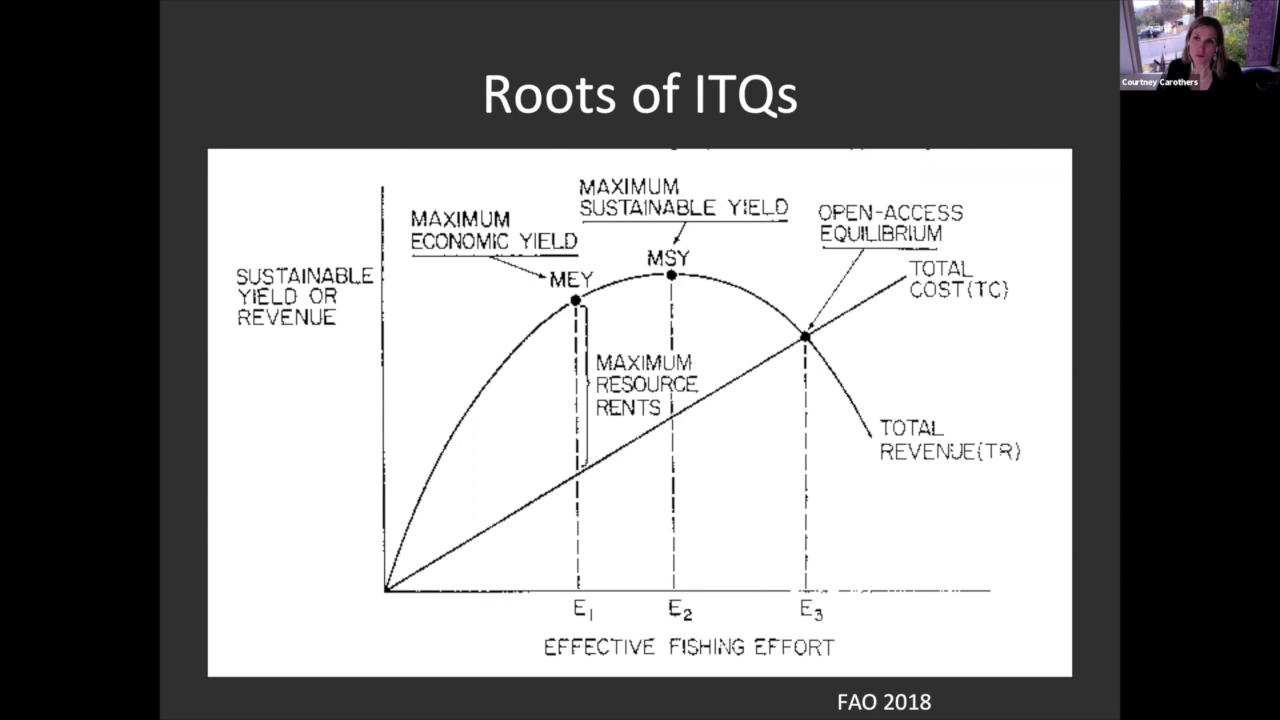 Roots of ITQs
Courtney Carothers
MAXIMUM
SUSTAINABLE YIELD
MAXIMUM
ECONOMIC YIELD
OPEN-ACCESS
EQUILIBRIUM
MSY
MEY
SUSTAINABLE
YIELD OR
REVENUE
TOTAL
COST(TC)
MAXIMUM
RESOURCE
RENTS
TOTAL
REVENUE(TR)
E1
E2
E3
EFFECTIVE FISHING EFFORT
FAO 2018